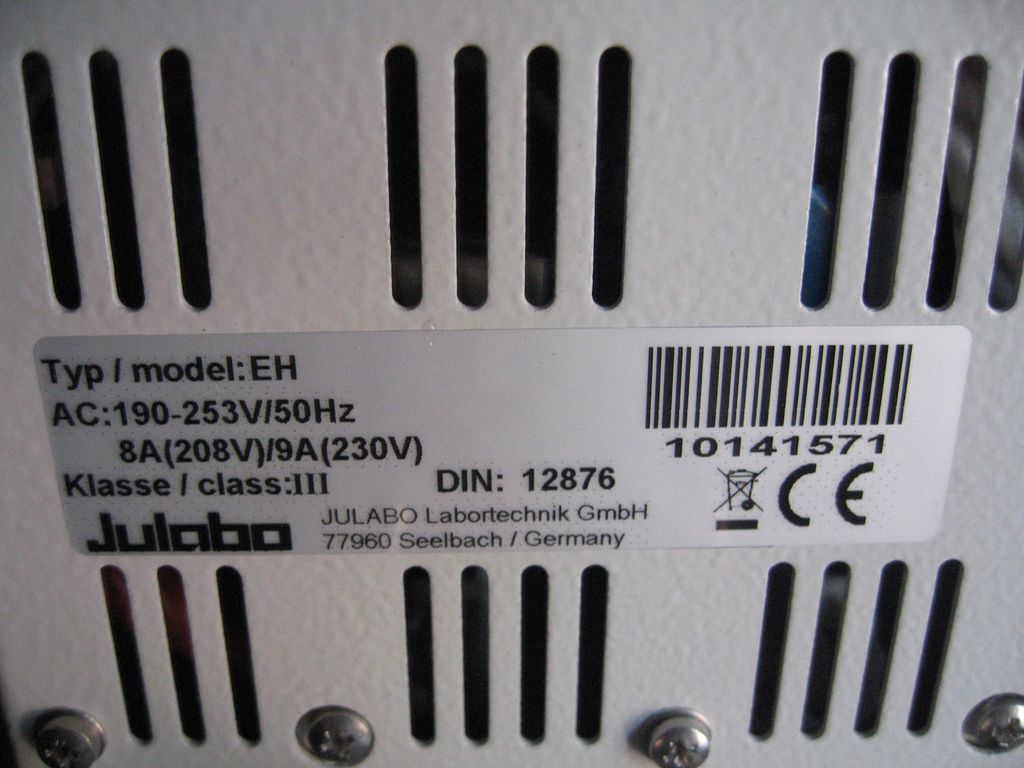 Typ / model:EH
AC:190-253V/50Hz
8A(208V)/9A(230V)
Klasse / class:III
DIN: 12876
Julabo
JULABO Labortechnik GmbH
77960 Seelbach / Germany
10141571
CE